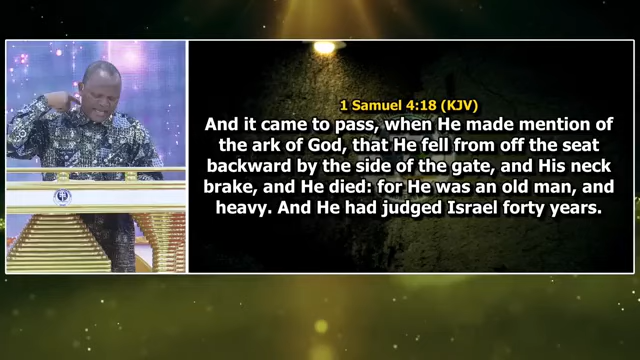 1 Samuel 4:18 (KJV)
And it came to pass, when He made mention of
the ark of God, that He fell from off the seat
backward by the side of the gate, and His neck
brake, and He died: for He was an old man, and
heavy. And He had judged Israel forty years.